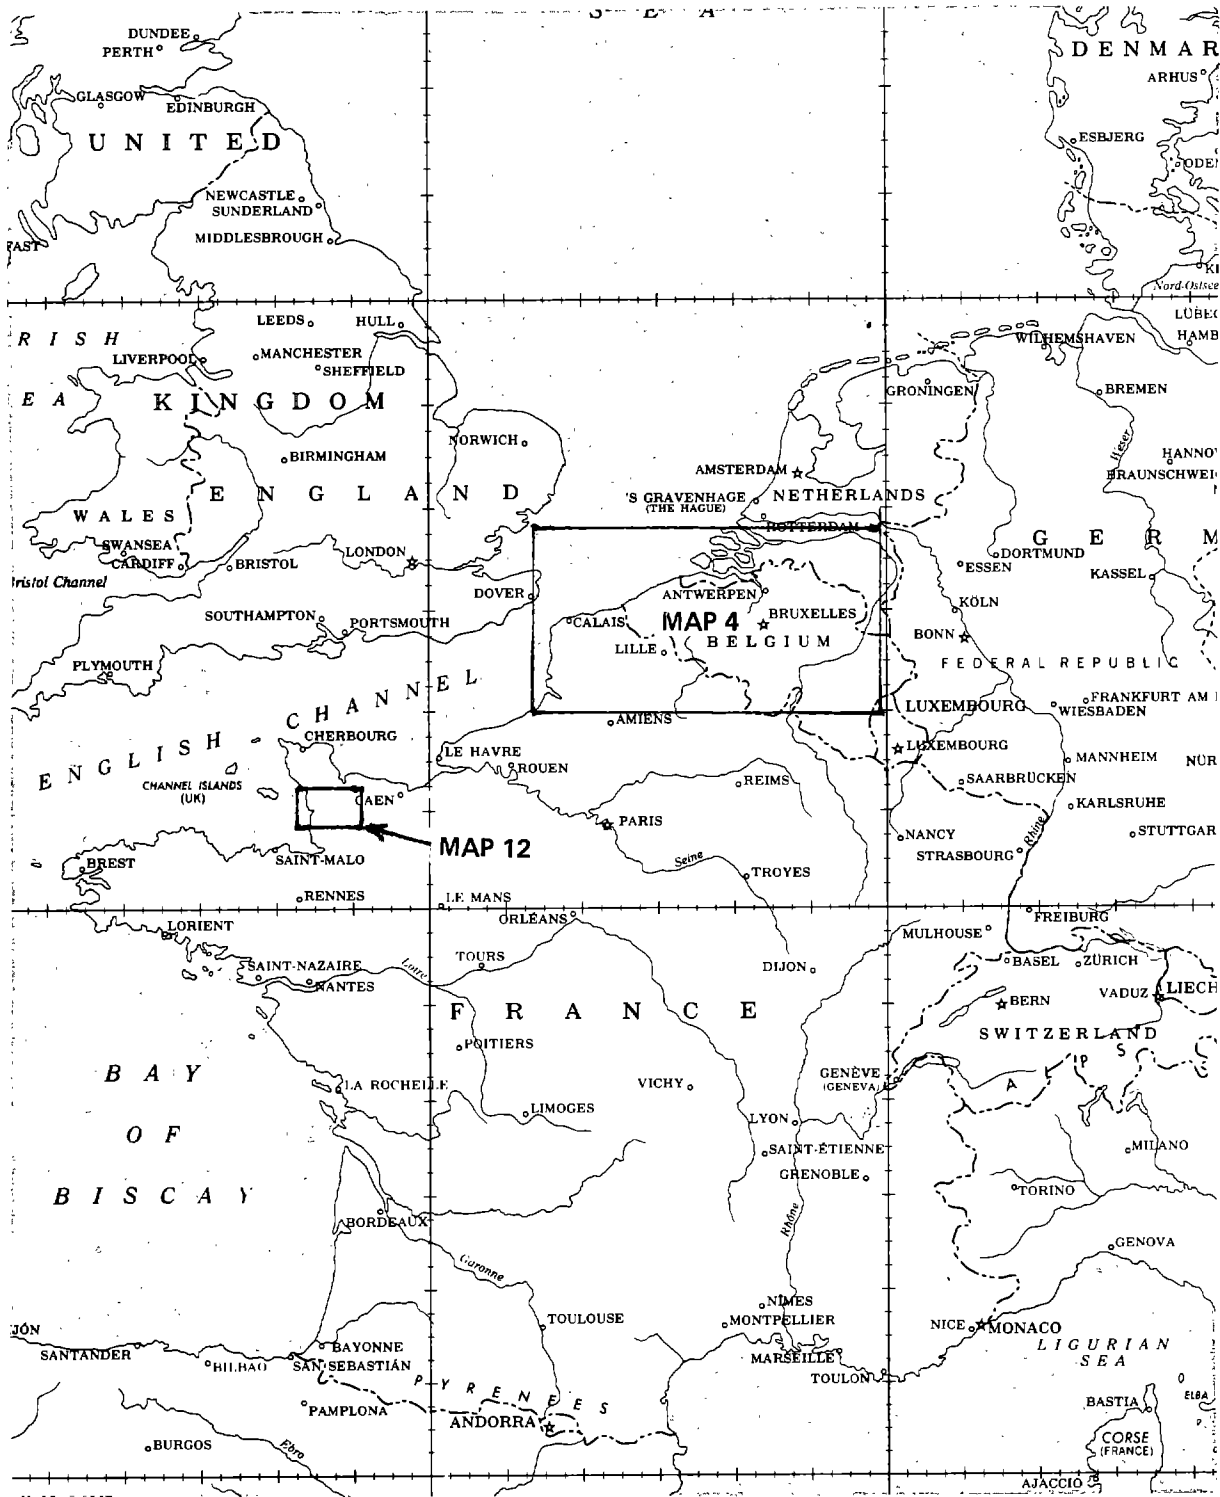 S E A
DUNDEE
PERTH
DENMAR
ARHUS
GLASGOW
EDINBURGH
UNITED
ESBJERG
ODE
NEWCASTLE
SUNDERLAND
MIDDLESBROUGH
FAST
KI
Nord-Ostsee
LÜBEC
HAMB
LEEDS
HULL
RISH
LIVERPOOL
MANCHESTER
SHEFFIELD
WILHEMSHAVEN
EA
KINGDOM
GRONINGEN
BREMEN
NORWICH
Weser
BIRMINGHAM
AMSTERDAM
HANNOV
BRAUNSCHWEI
ENGLAND
'S GRAVENHAGE
(THE HAGUE)
NETHERLANDS
WALES
ROTTERDAM
SWANSEA
CARDIFF
BRISTOL
LONDON
GERM
DORTMUND
ESSEN
KASSEL
Bristol Channel
DOVER
ANTWERPEN
KÖLN
SOUTHAMPTON
PORTSMOUTH
CALAIS
MAP 4
BRUXELLES
BELGIUM
BONN
LILLE
PLYMOUTH
FEDERAL REPUBLIC
ENGLISH CHANNEL
AMIENS
LUXEMBOURG
FRANKFURT AM
WIESBADEN
CHERBOURG
LE HAVRE
ROUEN
LUXEMBOURG
MANNHEIM
NÜR
CHANNEL ISLANDS
(UK)
CAEN
REIMS
SAARBRÜCKEN
KARLSRUHE
PARIS
NANCY
STRASBOURG
Rhine
STUTTGAR
MAP 12
BREST
SAINT-MALO
Seine
TROYES
RENNES
LE MANS
ORLÉANS
FREIBURG
LORIENT
MULHOUSE
SAINT-NAZAIRE
NANTES
Loire
TOURS
DIJON
BASEL
ZÜRICH
BERN
VADUZ
LIECH
FRANCE
SWITZERLAND
POITIERS
ALPS
BAY
OF
BISCAY
LA ROCHELLE
VICHY
GENÈVE
(GENEVA)
LIMOGES
LYON
SAINT-ÉTIENNE
GRENOBLE
MILANO
TORINO
BORDEAUX
Rhône
GENOVA
Garonne
TOULOUSE
NÎMES
MONTPELLIER
NICE
MONACO
JÓN
SANTANDER
BILBAO
BAYONNE
SAN SEBASTIÁN
MARSEILLE
TOULON
LIGURIAN
SEA
PYRENEES
PAMPLONA
ANDORRA
BASTIA
ELBA
BURGOS
Ebro
CORSE
(FRANCE)
AJACCIO